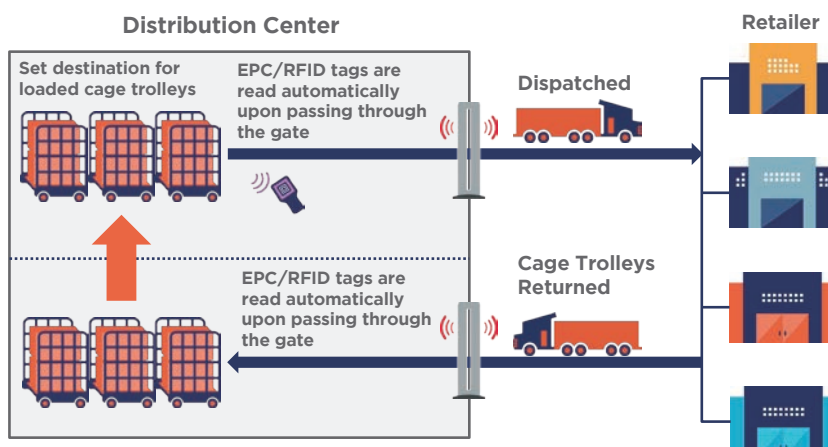 Distribution Center
Retailer
Set destination for
loaded cage trolleys
EPC/RFID tags are
read automatically
upon passing through
the gate
Dispatched
EPC/RFID tags are
read automatically
upon passing through
the gate
Cage Trolleys
Returned